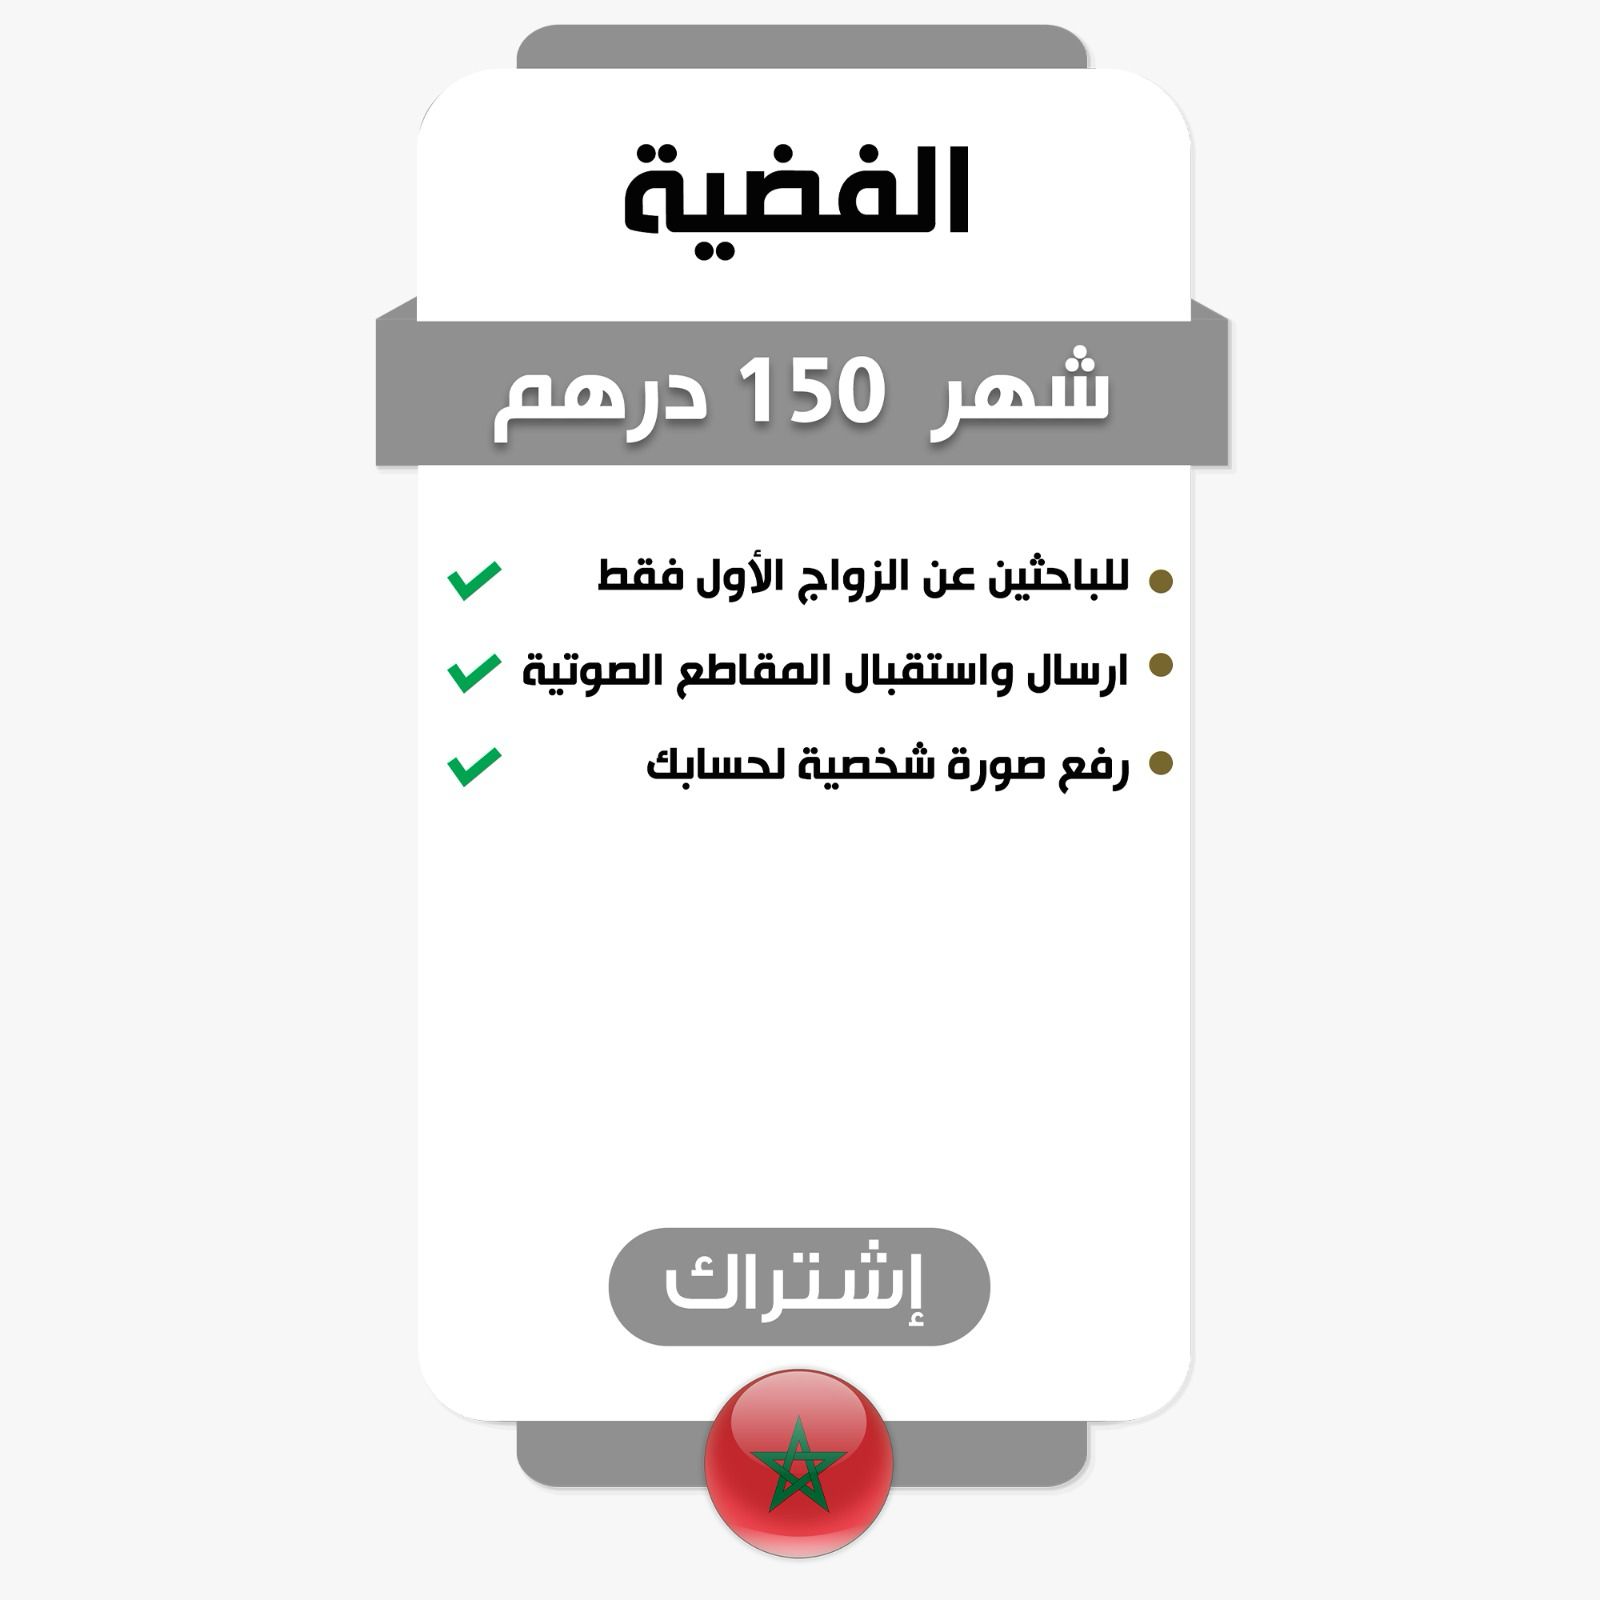 الفضية
شهر 150 درهم
للباحثين عن الزواج الأول فقط
ارسال واستقبال المقاطع الصوتية
رفع صورة شخصية لحسابك
إشتراك